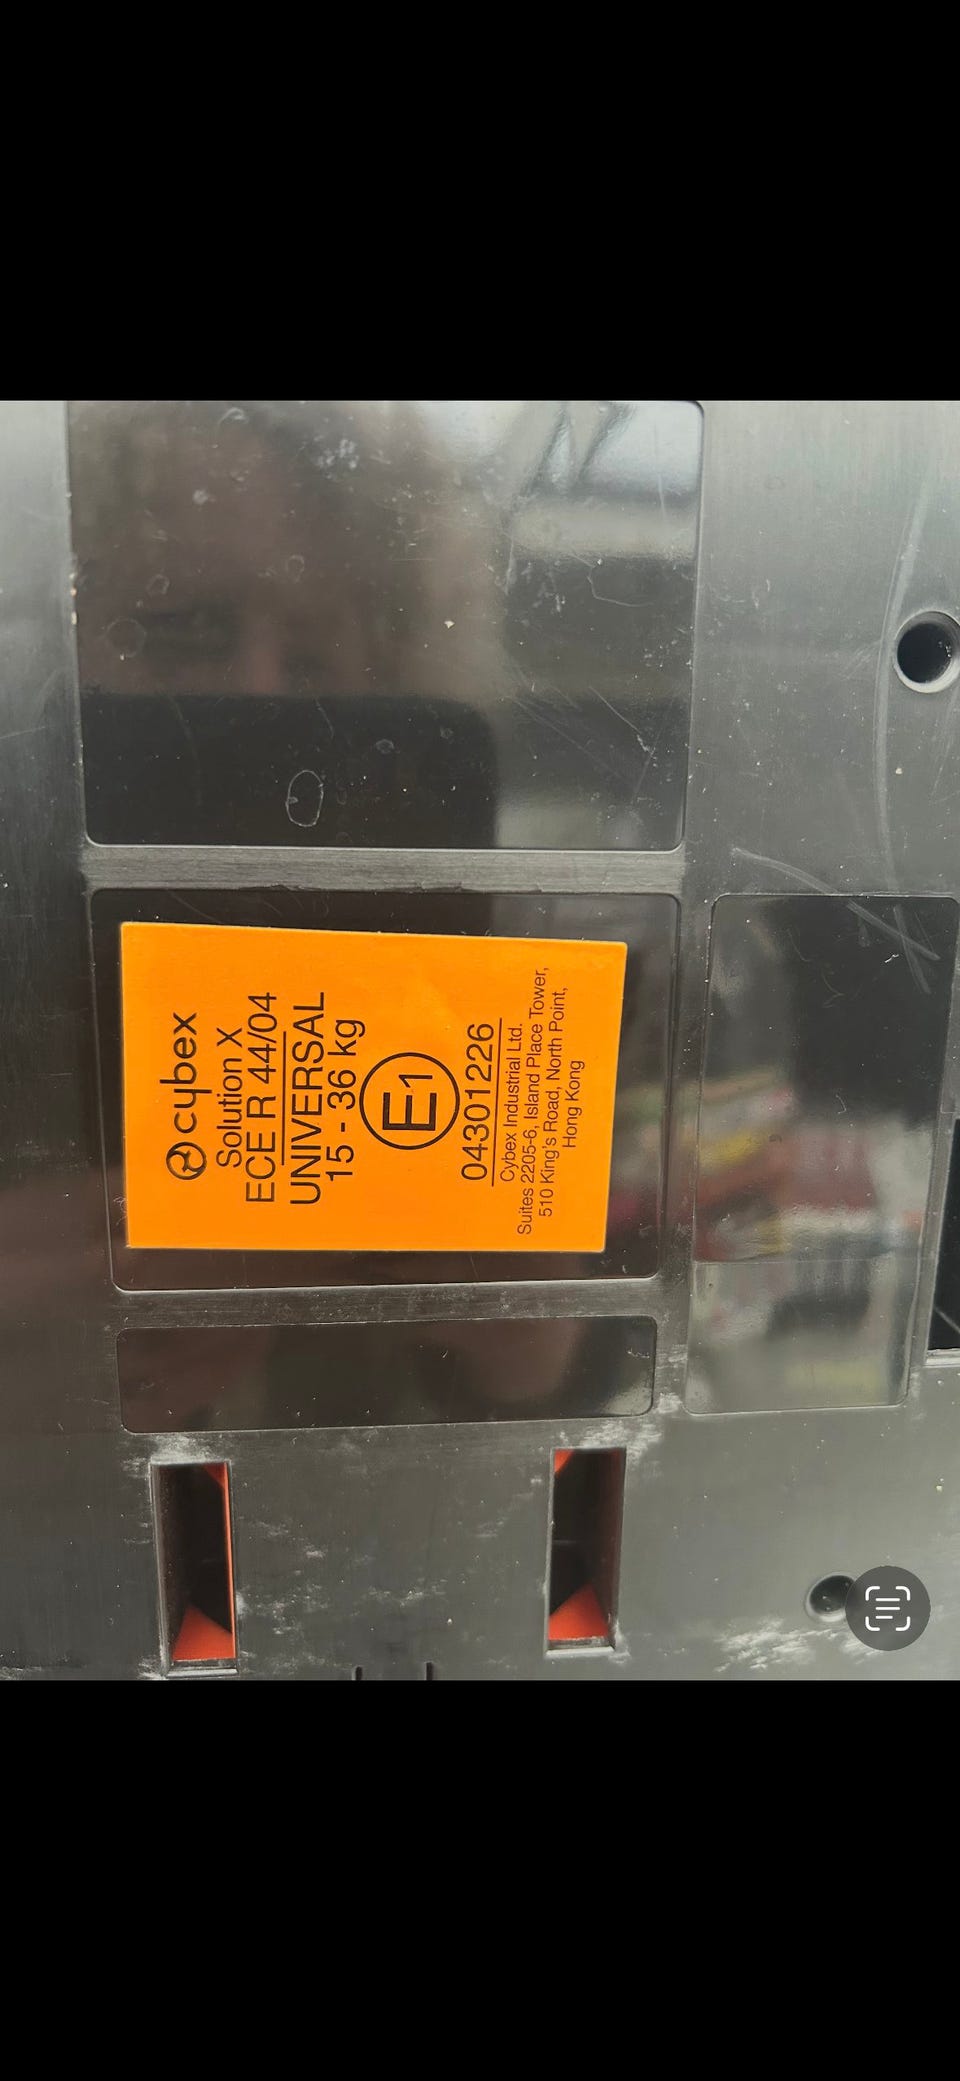 cybex
Solution X
ECE R 44/04
UNIVERSAL
15 - 36 kg
E1
04301226
Cybex Industrial Ltd.
Suites 2205-6, Island Place Tower,
510 King's Road, North Point,
Hong Kong